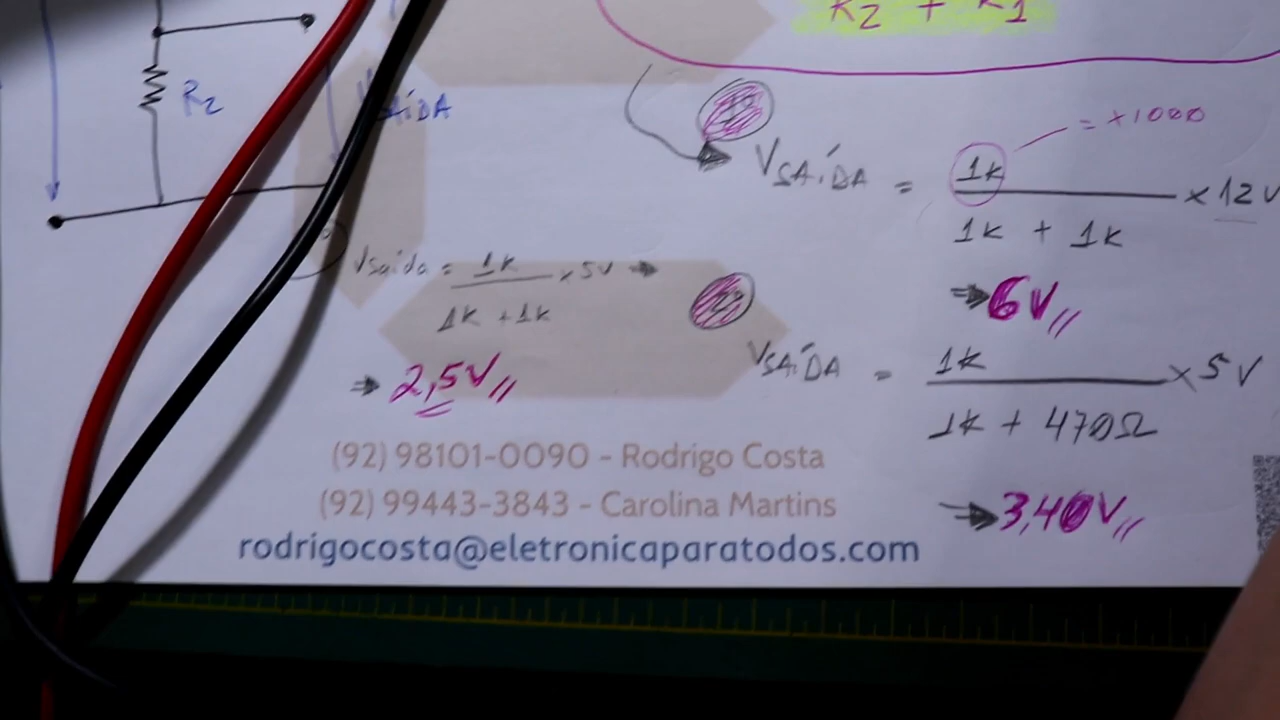 R2 + R1
R2
SAÍDA
= x1000
VSAÍDA = 1k x 12V
1k + 1k
Vsaída = 1k x 5V →
1k + 1k
→ 6V
→ 2,5V
VSAÍDA = 1k x 5V
1k + 470Ω
→ 3,40V
(92) 98101-0090 - Rodrigo Costa
(92) 99443-3843 - Carolina Martins
rodrigocosta@eletronicaparatodos.com